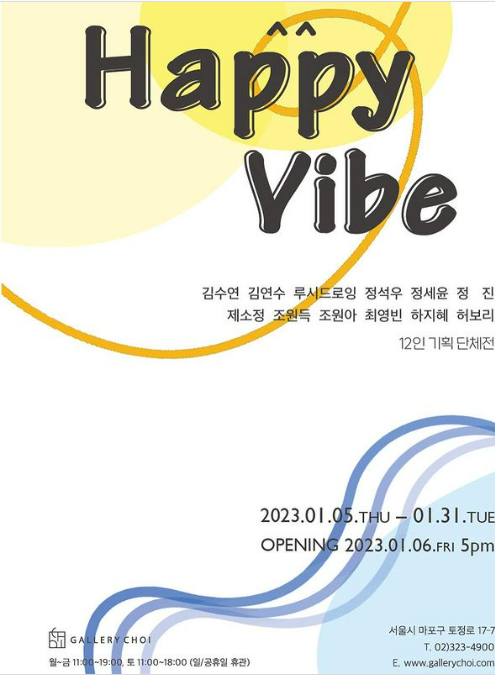 Happy
Vibe
김수연 김연수 루시드로잉 정석우 정세윤 정 진
제소정 조원득 조원아 최영빈 하지혜 허보리
12인 기획 단체전
2023.01.05.THU – 01.31.TUE
OPENING 2023.01.06.FRI 5pm
GALLERY CHOI
월~금 11:00~19:00, 토 11:00~18:00 (일/공휴일 휴관)
서울시 마포구 토정로 17-7
T. 02)323-4900
E. www.gallerychoi.com